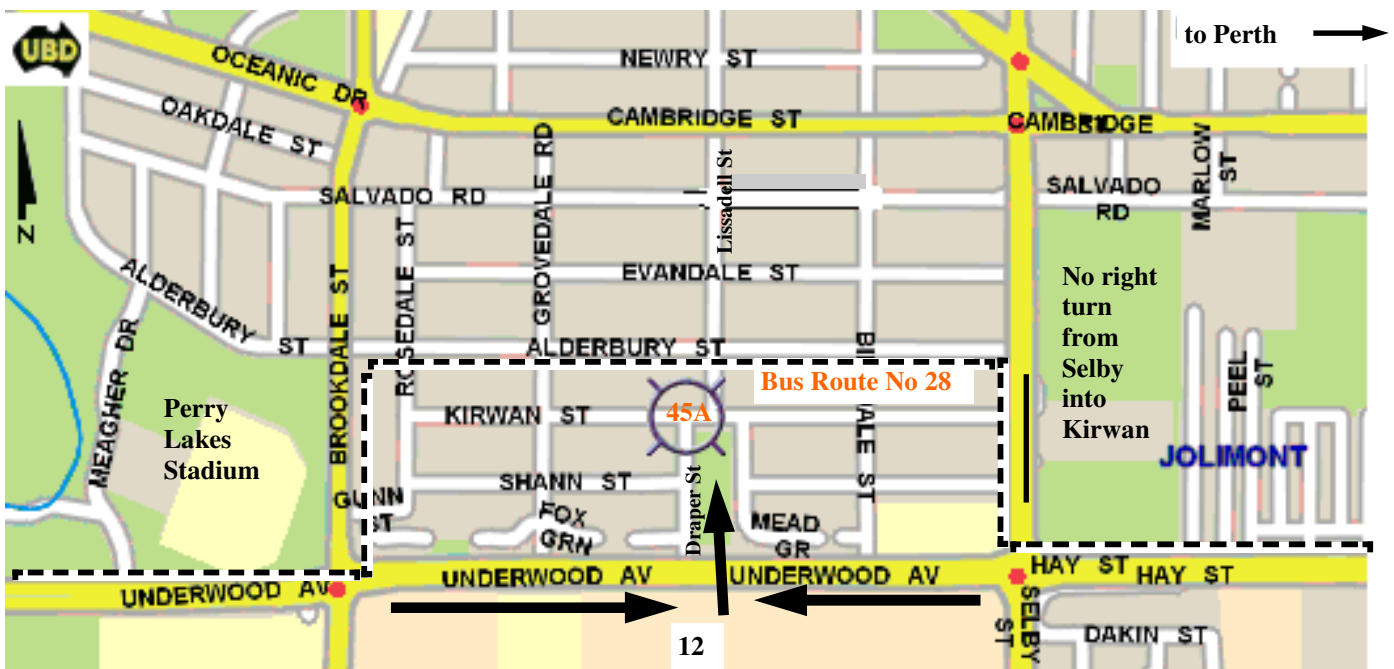 UBD
to Perth
OCEANIC DR
NEWRY ST
OAKDALE ST
CAMBRIDGE ST
CAMBRIDGE
ST
GROVEDALE RD
Lissadell St
MARLOW ST
SALVADO RD
SALVADO
RD
N
ROSEDALE ST
EVANDALE ST
ALDERBURY ST
BROOKDALE ST
ALDERBURY ST
No right
turn
from
Selby
into
Kirwan
MEAGHER DR
Bus Route No 28
PEEL ST
Perry
Lakes
Stadium
KIRWAN ST
45A
DALE ST
JOLIMONT
SHANN ST
GUNN
ST
FOX
GRN
Draper St
MEAD
GR
UNDERWOOD AV
UNDERWOOD AV
UNDERWOOD AV
HAY ST
HAY ST
SELBY
ST
DAKIN ST
12